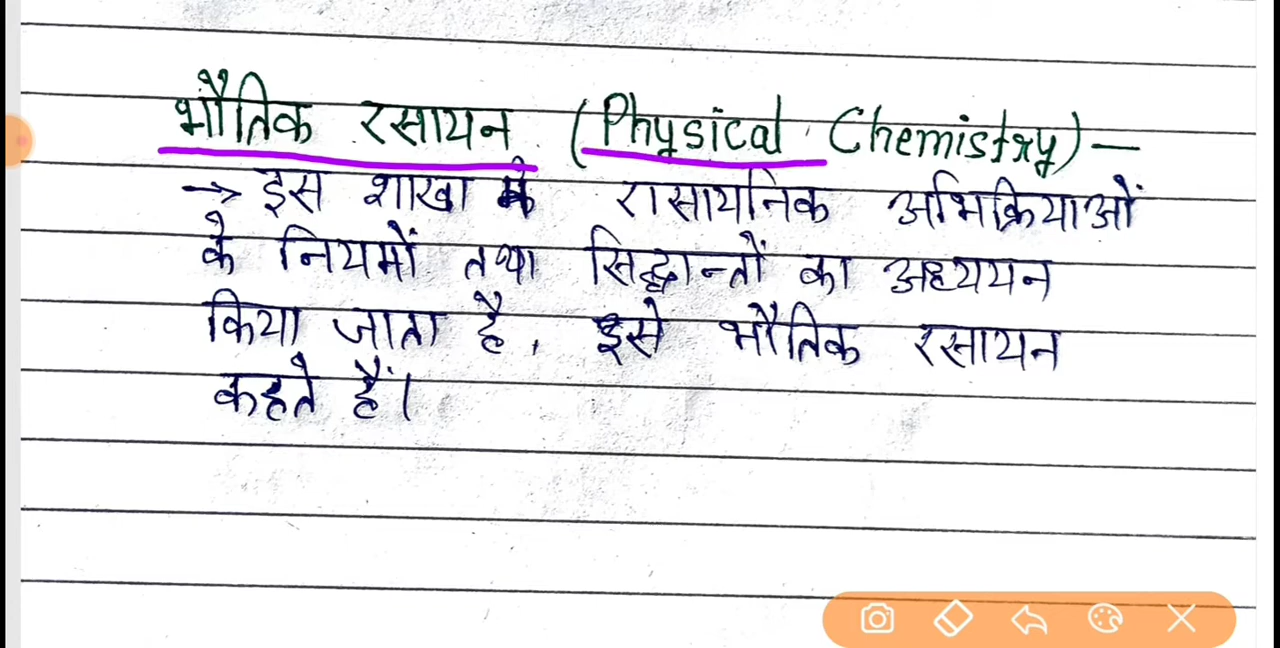 भौतिक रसायन (Physical Chemistry) —
→ इस शाखा में रासायनिक अभिक्रियाओं
के नियमों तथा सिद्धान्तों का अध्ययन
किया जाता है, इसे भौतिक रसायन
कहते हैं।